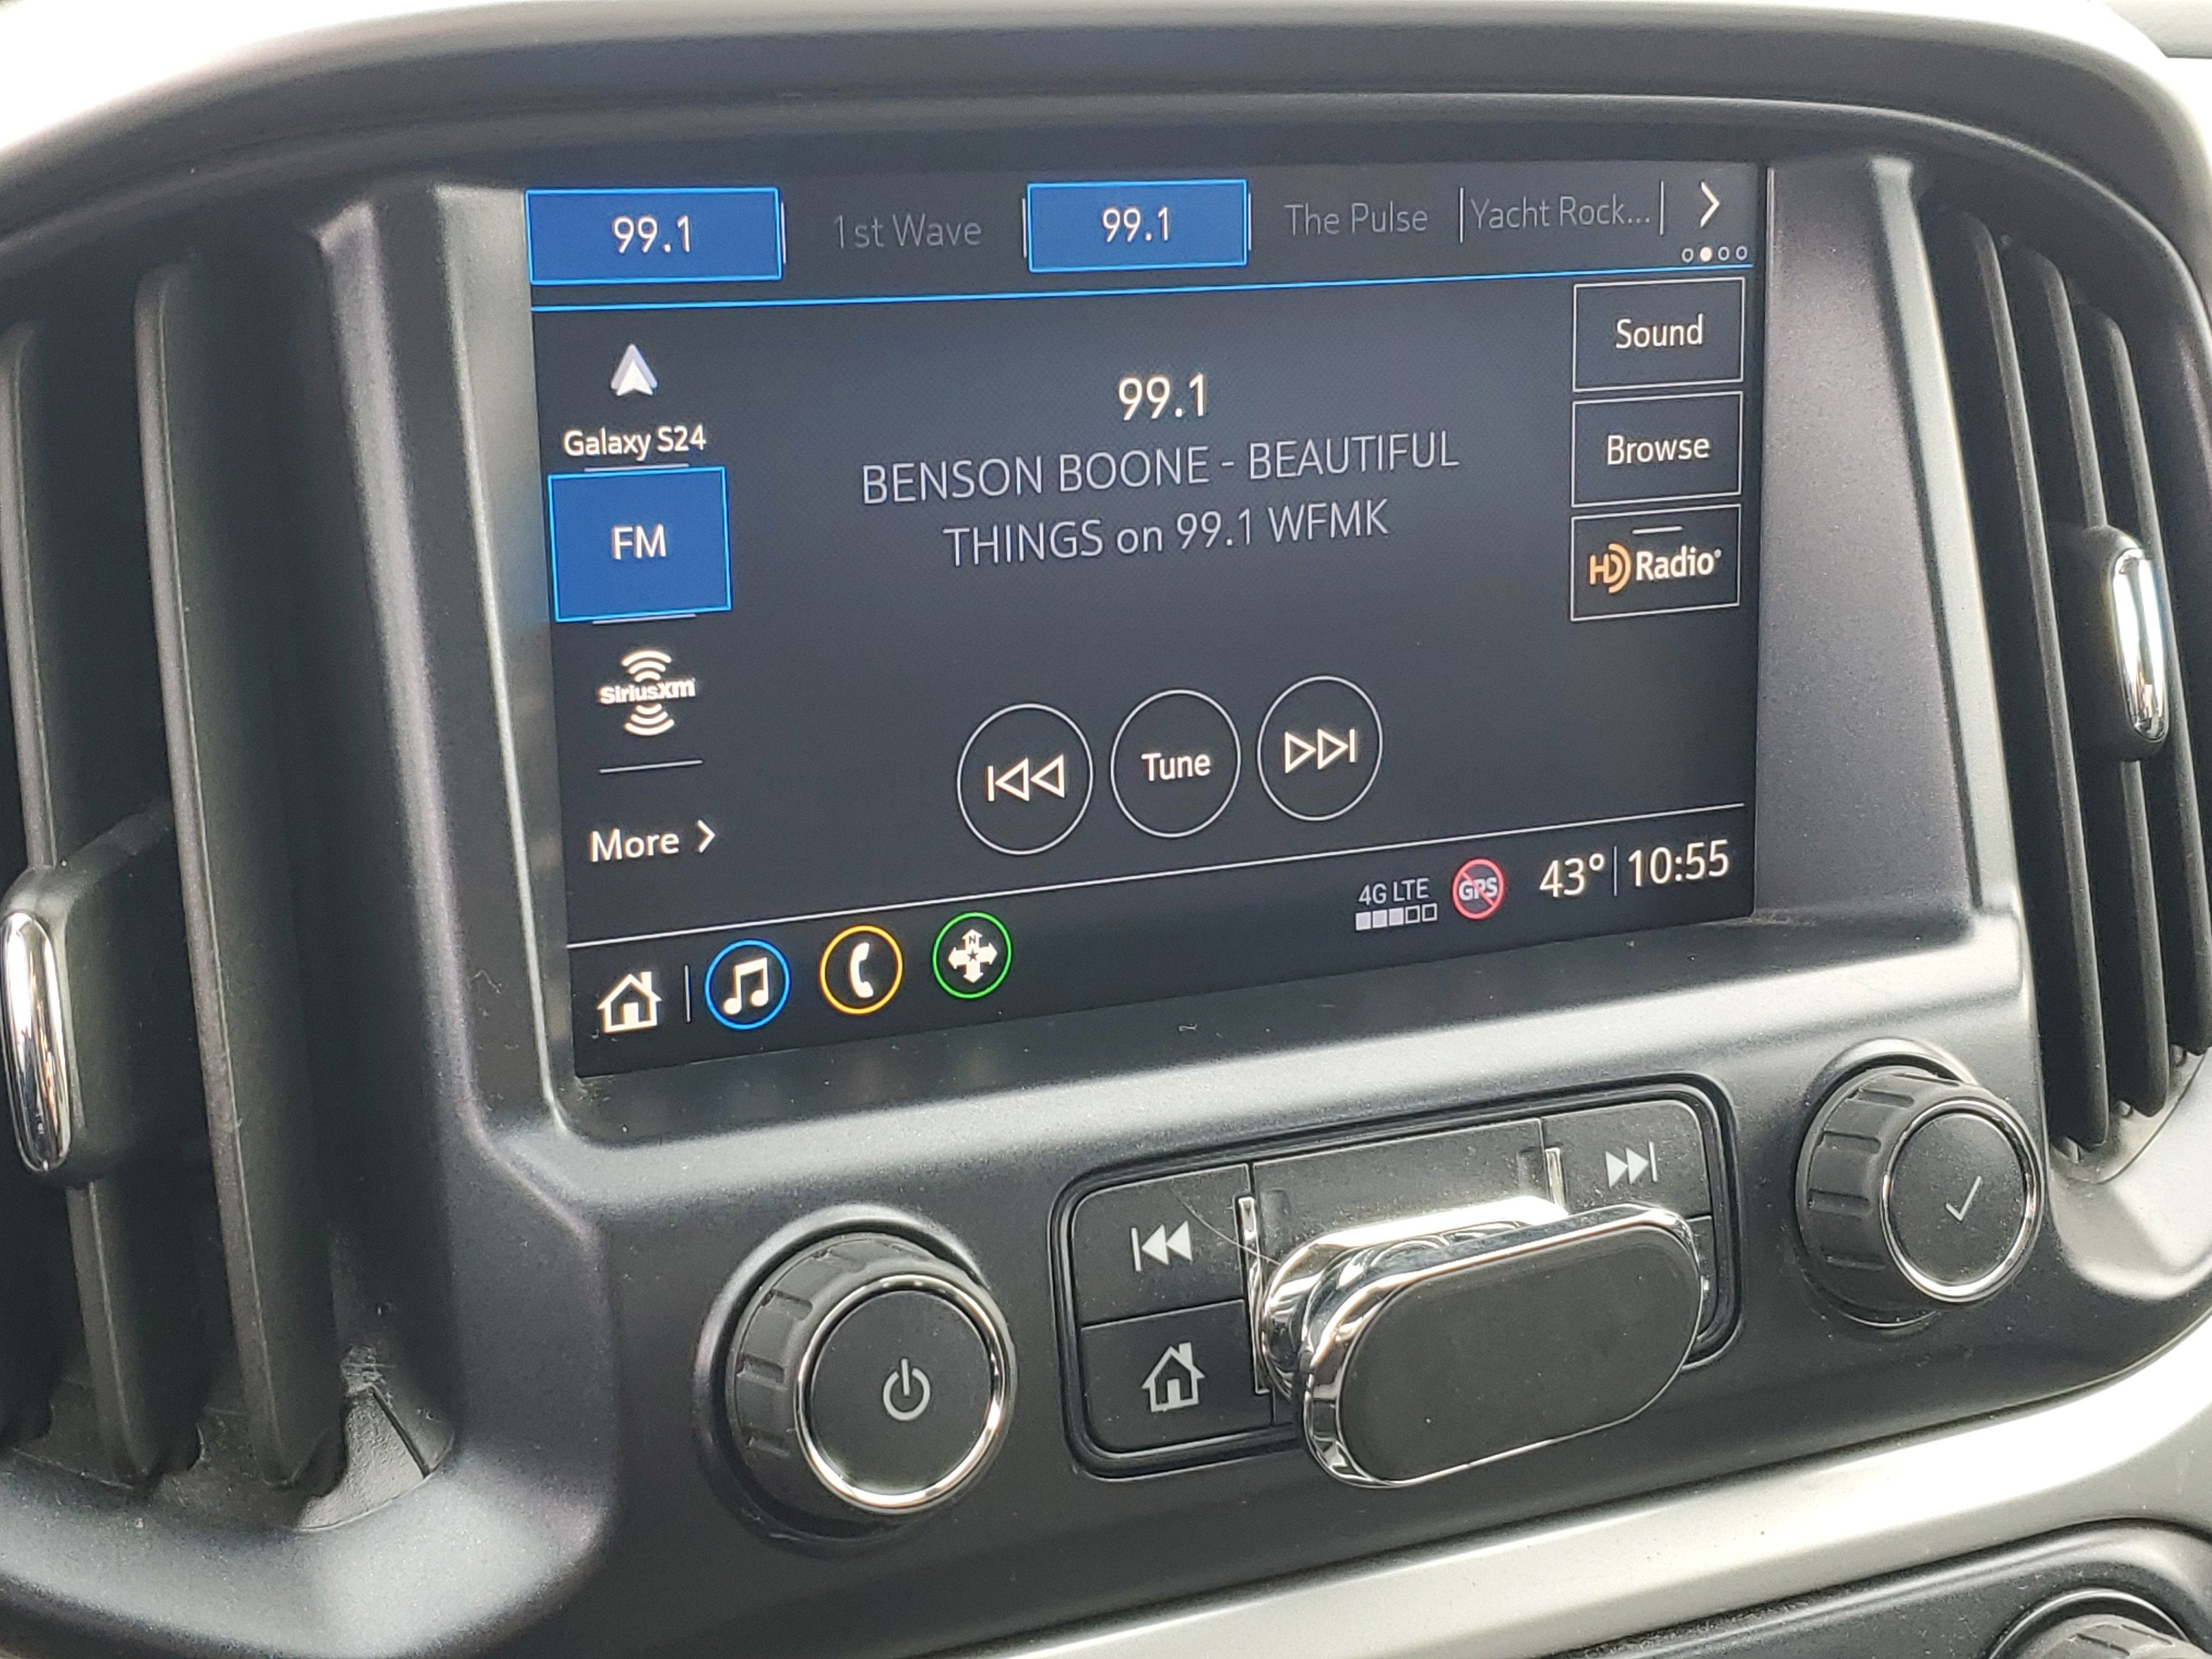 99.1
1st Wave
99.1
The Pulse
Yacht Rock...
Galaxy S24
FM
SiriusXm
More
99.1
BENSON BOONE - BEAUTIFUL
THINGS on 99.1 WFMK
Tune
Sound
Browse
HD Radio
4G LTE
GPS
43° 10:55
N